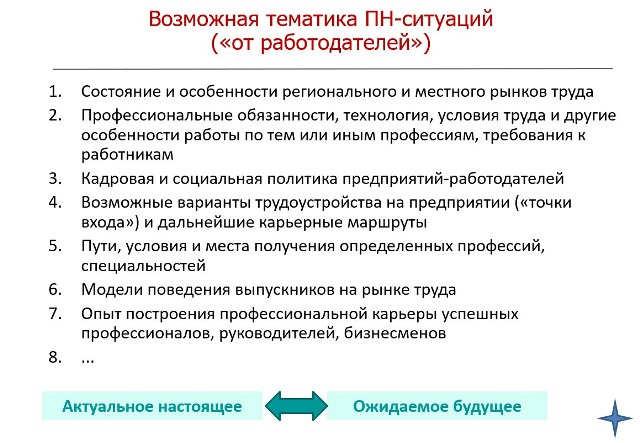 Возможная тематика ПН-ситуаций
(«от работодателей»)
1. Состояние и особенности регионального и местного рынков труда
2. Профессиональные обязанности, технология, условия труда и другие
особенности работы по тем или иным профессиям, требования к
работникам
3. Кадровая и социальная политика предприятий-работодателей
4. Возможные варианты трудоустройства на предприятии («точки
входа») и дальнейшие карьерные маршруты
5. Пути, условия и места получения определенных профессий,
специальностей
6. Модели поведения выпускников на рынке труда
7. Опыт построения профессиональной карьеры успешных
профессионалов, руководителей, бизнесменов
8. ...
Актуальное настоящее
Ожидаемое будущее